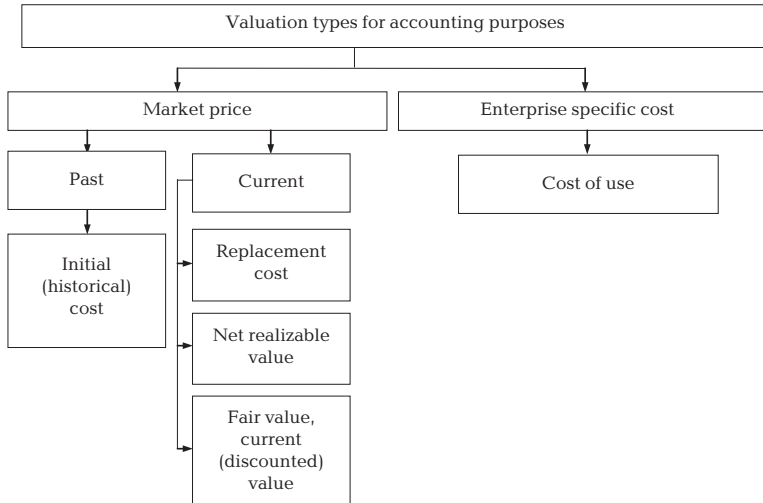 Valuation types for accounting purposes
Market price
Enterprise specific cost
Past
Current
Cost of use
Initial
(historical)
cost
Replacement
cost
Net realizable
value
Fair value,
current
(discounted)
value